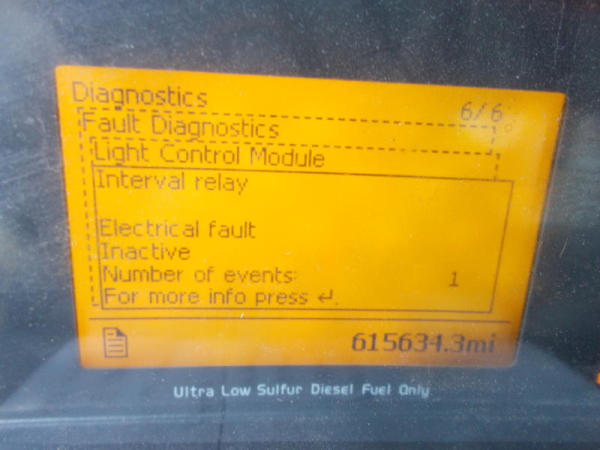 Diagnostics
6/6
Fault Diagnostics
Light Control Module
Interval relay
Electrical fault
Inactive
Number of events: 1
For more info press ↵.
615634.3mi
Ultra Low Sulfur Diesel Fuel Only